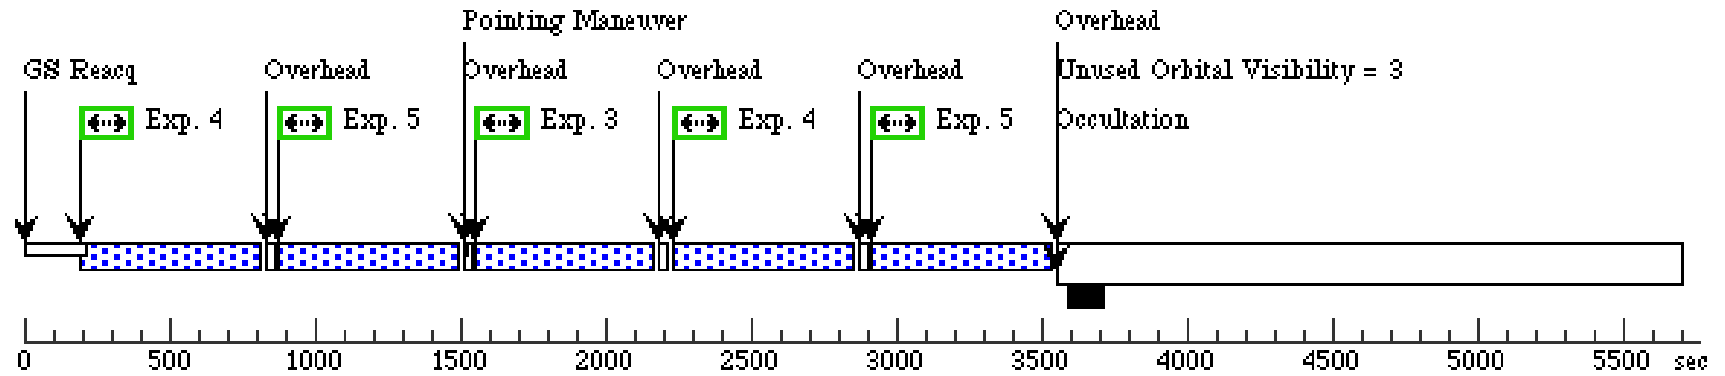 Pointing Maneuver Overhead
GS Reacq Overhead Overhead Overhead Overhead Unused Orbital Visibility = 3
Exp. 4 Exp. 5 Exp. 3 Exp. 4 Exp. 5 Occultation
0 500 1000 1500 2000 2500 3000 3500 4000 4500 5000 5500 sec